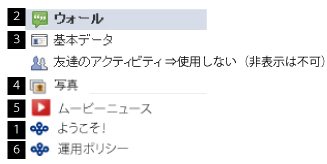 2 ウォール
3 基本データ
友達のアクティビティ⇒使用しない（非表示は不可)
4 写真
5 ムービーニュース
1 ようこそ!
6 運用ポリシー